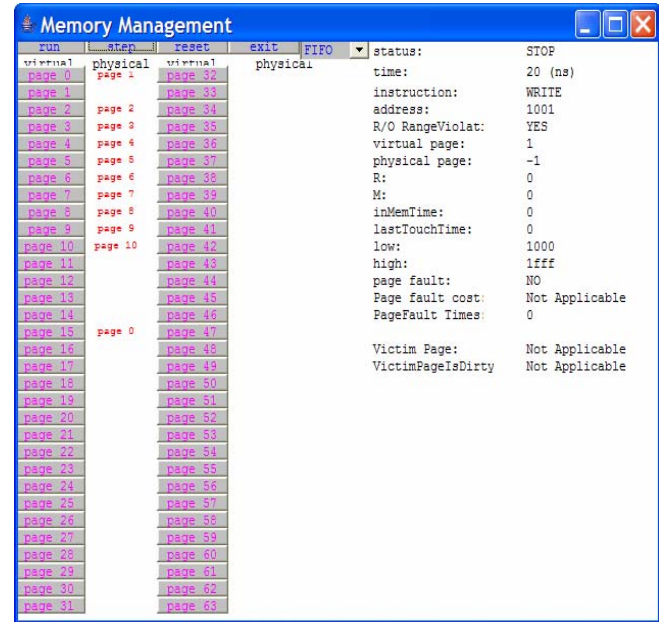 Memory Management
run step reset exit FIFO
virtual physical virtual physical
page 0 page 1 page 32
page 1 page 33
page 2 page 2 page 34
page 3 page 3 page 35
page 4 page 4 page 36
page 5 page 5 page 37
page 6 page 6 page 38
page 7 page 7 page 39
page 8 page 8 page 40
page 9 page 9 page 41
page 10 page 10 page 42
page 11 page 43
page 12 page 44
page 13 page 45
page 14 page 46
page 15 page 0 page 47
page 16 page 48
page 17 page 49
page 18 page 50
page 19 page 51
page 20 page 52
page 21 page 53
page 22 page 54
page 23 page 55
page 24 page 56
page 25 page 57
page 26 page 58
page 27 page 59
page 28 page 60
page 29 page 61
page 30 page 62
page 31 page 63
status: STOP
time: 20 (ns)
instruction: WRITE
address: 1001
R/O RangeViolat: YES
virtual page: 1
physical page: -1
R: 0
M: 0
inMemTime: 0
lastTouchTime: 0
low: 1000
high: 1fff
page fault: NO
Page fault cost: Not Applicable
PageFault Times: 0
Victim Page: Not Applicable
VictimPageIsDirty Not Applicable